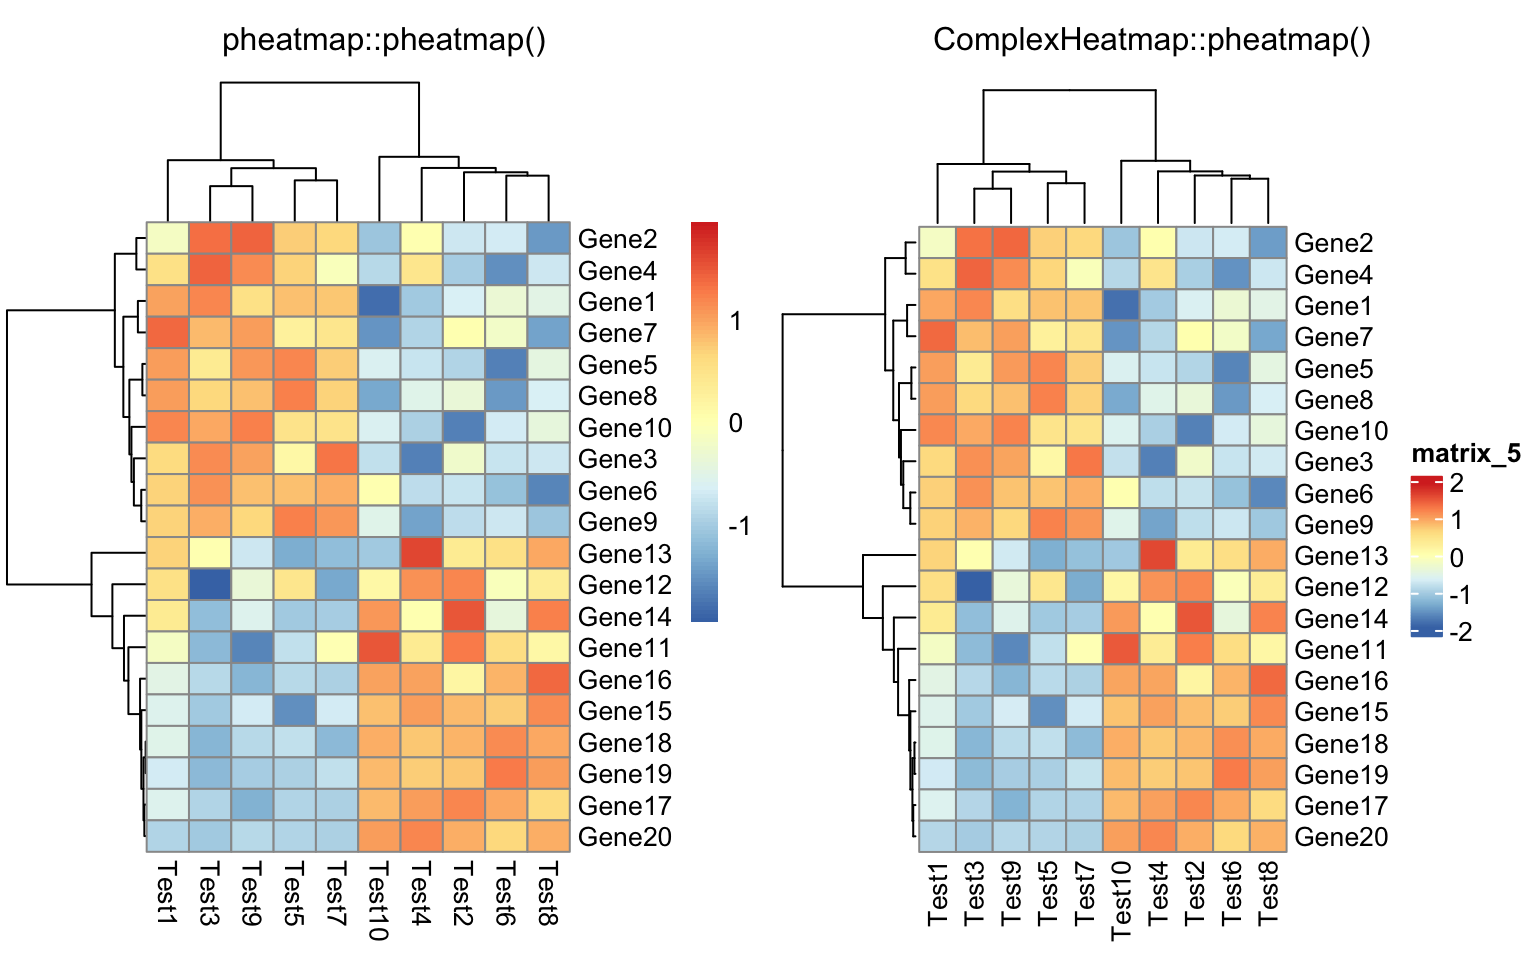 pheatmap::pheatmap()
Gene2
Gene4
Gene1
Gene7
Gene5
Gene8
Gene10
Gene3
Gene6
Gene9
Gene13
Gene12
Gene14
Gene11
Gene16
Gene15
Gene18
Gene19
Gene17
Gene20
Test1
Test3
Test9
Test5
Test7
Test10
Test4
Test2
Test6
Test8
1
0
-1
ComplexHeatmap::pheatmap()
Gene2
Gene4
Gene1
Gene7
Gene5
Gene8
Gene10
Gene3
Gene6
Gene9
Gene13
Gene12
Gene14
Gene11
Gene16
Gene15
Gene18
Gene19
Gene17
Gene20
Test1
Test3
Test9
Test5
Test7
Test10
Test4
Test2
Test6
Test8
matrix_5
2
1
0
-1
-2